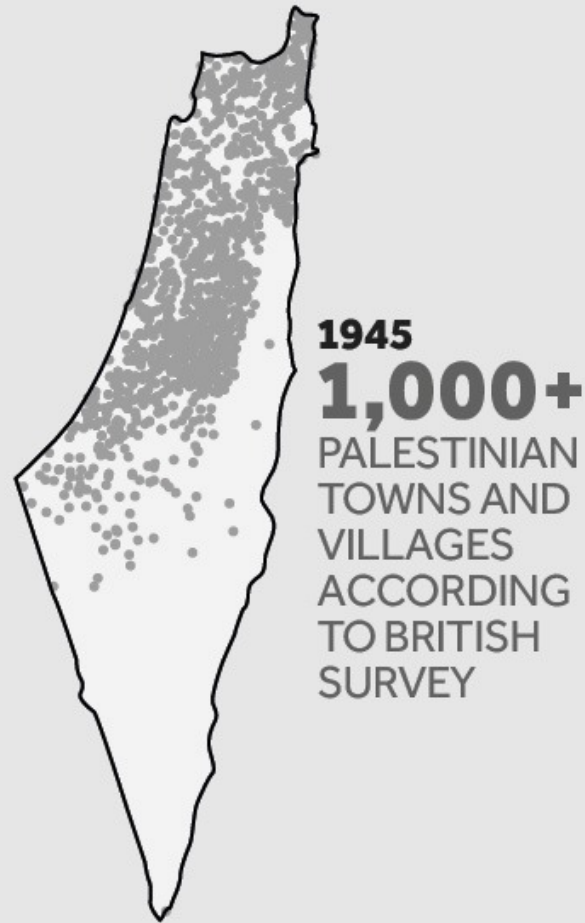 1945
1,000+
PALESTINIAN
TOWNS AND
VILLAGES
ACCORDING
TO BRITISH
SURVEY